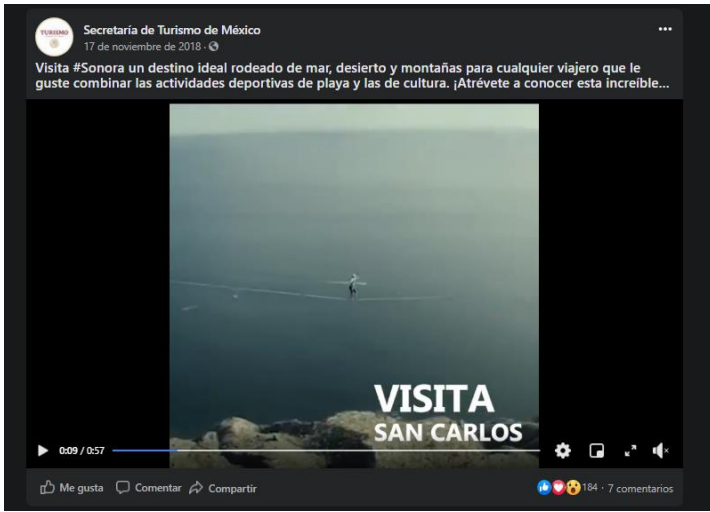 TURISMO
Secretaría de Turismo de México
17 de noviembre de 2018 ·
Visita #Sonora un destino ideal rodeado de mar, desierto y montañas para cualquier viajero que le
guste combinar las actividades deportivas de playa y las de cultura. ¡Atrévete a conocer esta increíble...
VISITA
SAN CARLOS
0:09 / 0:57
Me gusta Comentar Compartir 184 · 7 comentarios